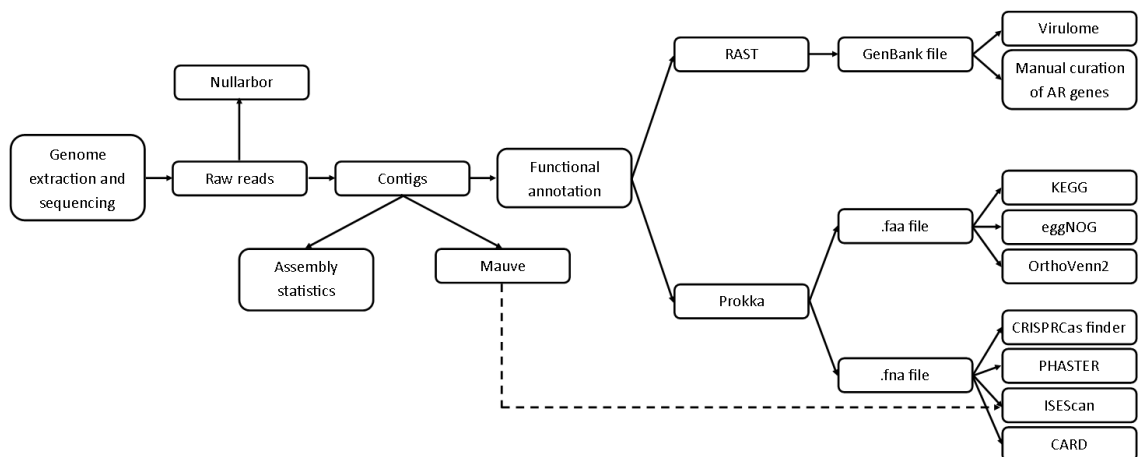 Genome
extraction and
sequencing
Nullarbor
Raw reads
Contigs
Assembly
statistics
Mauve
Functional
annotation
RAST
GenBank file
Virulome
Manual curation
of AR genes
Prokka
.faa file
KEGG
eggNOG
OrthoVenn2
.fna file
CRISPRCas finder
PHASTER
ISEScan
CARD